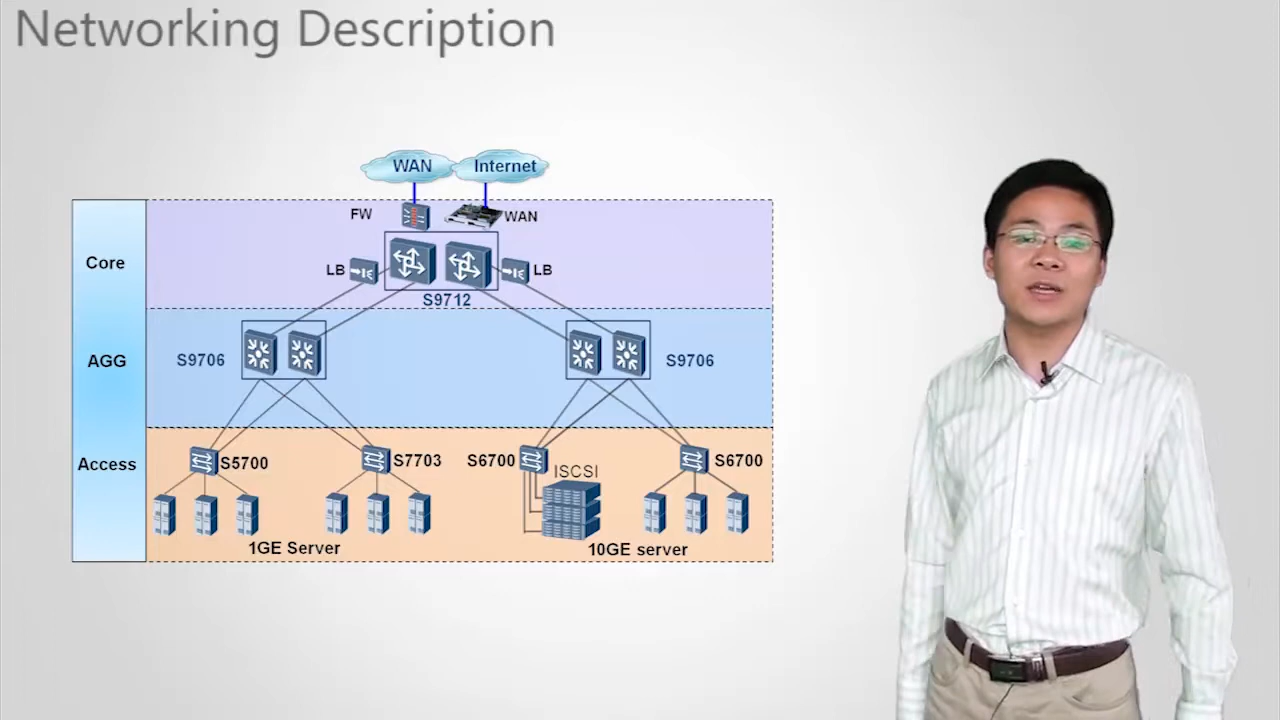 Networking Description
WAN
Internet
FW
WAN
Core
LB
LB
S9712
AGG
S9706
S9706
Access
S5700
S7703
S6700
ISCSI
S6700
1GE Server
10GE server